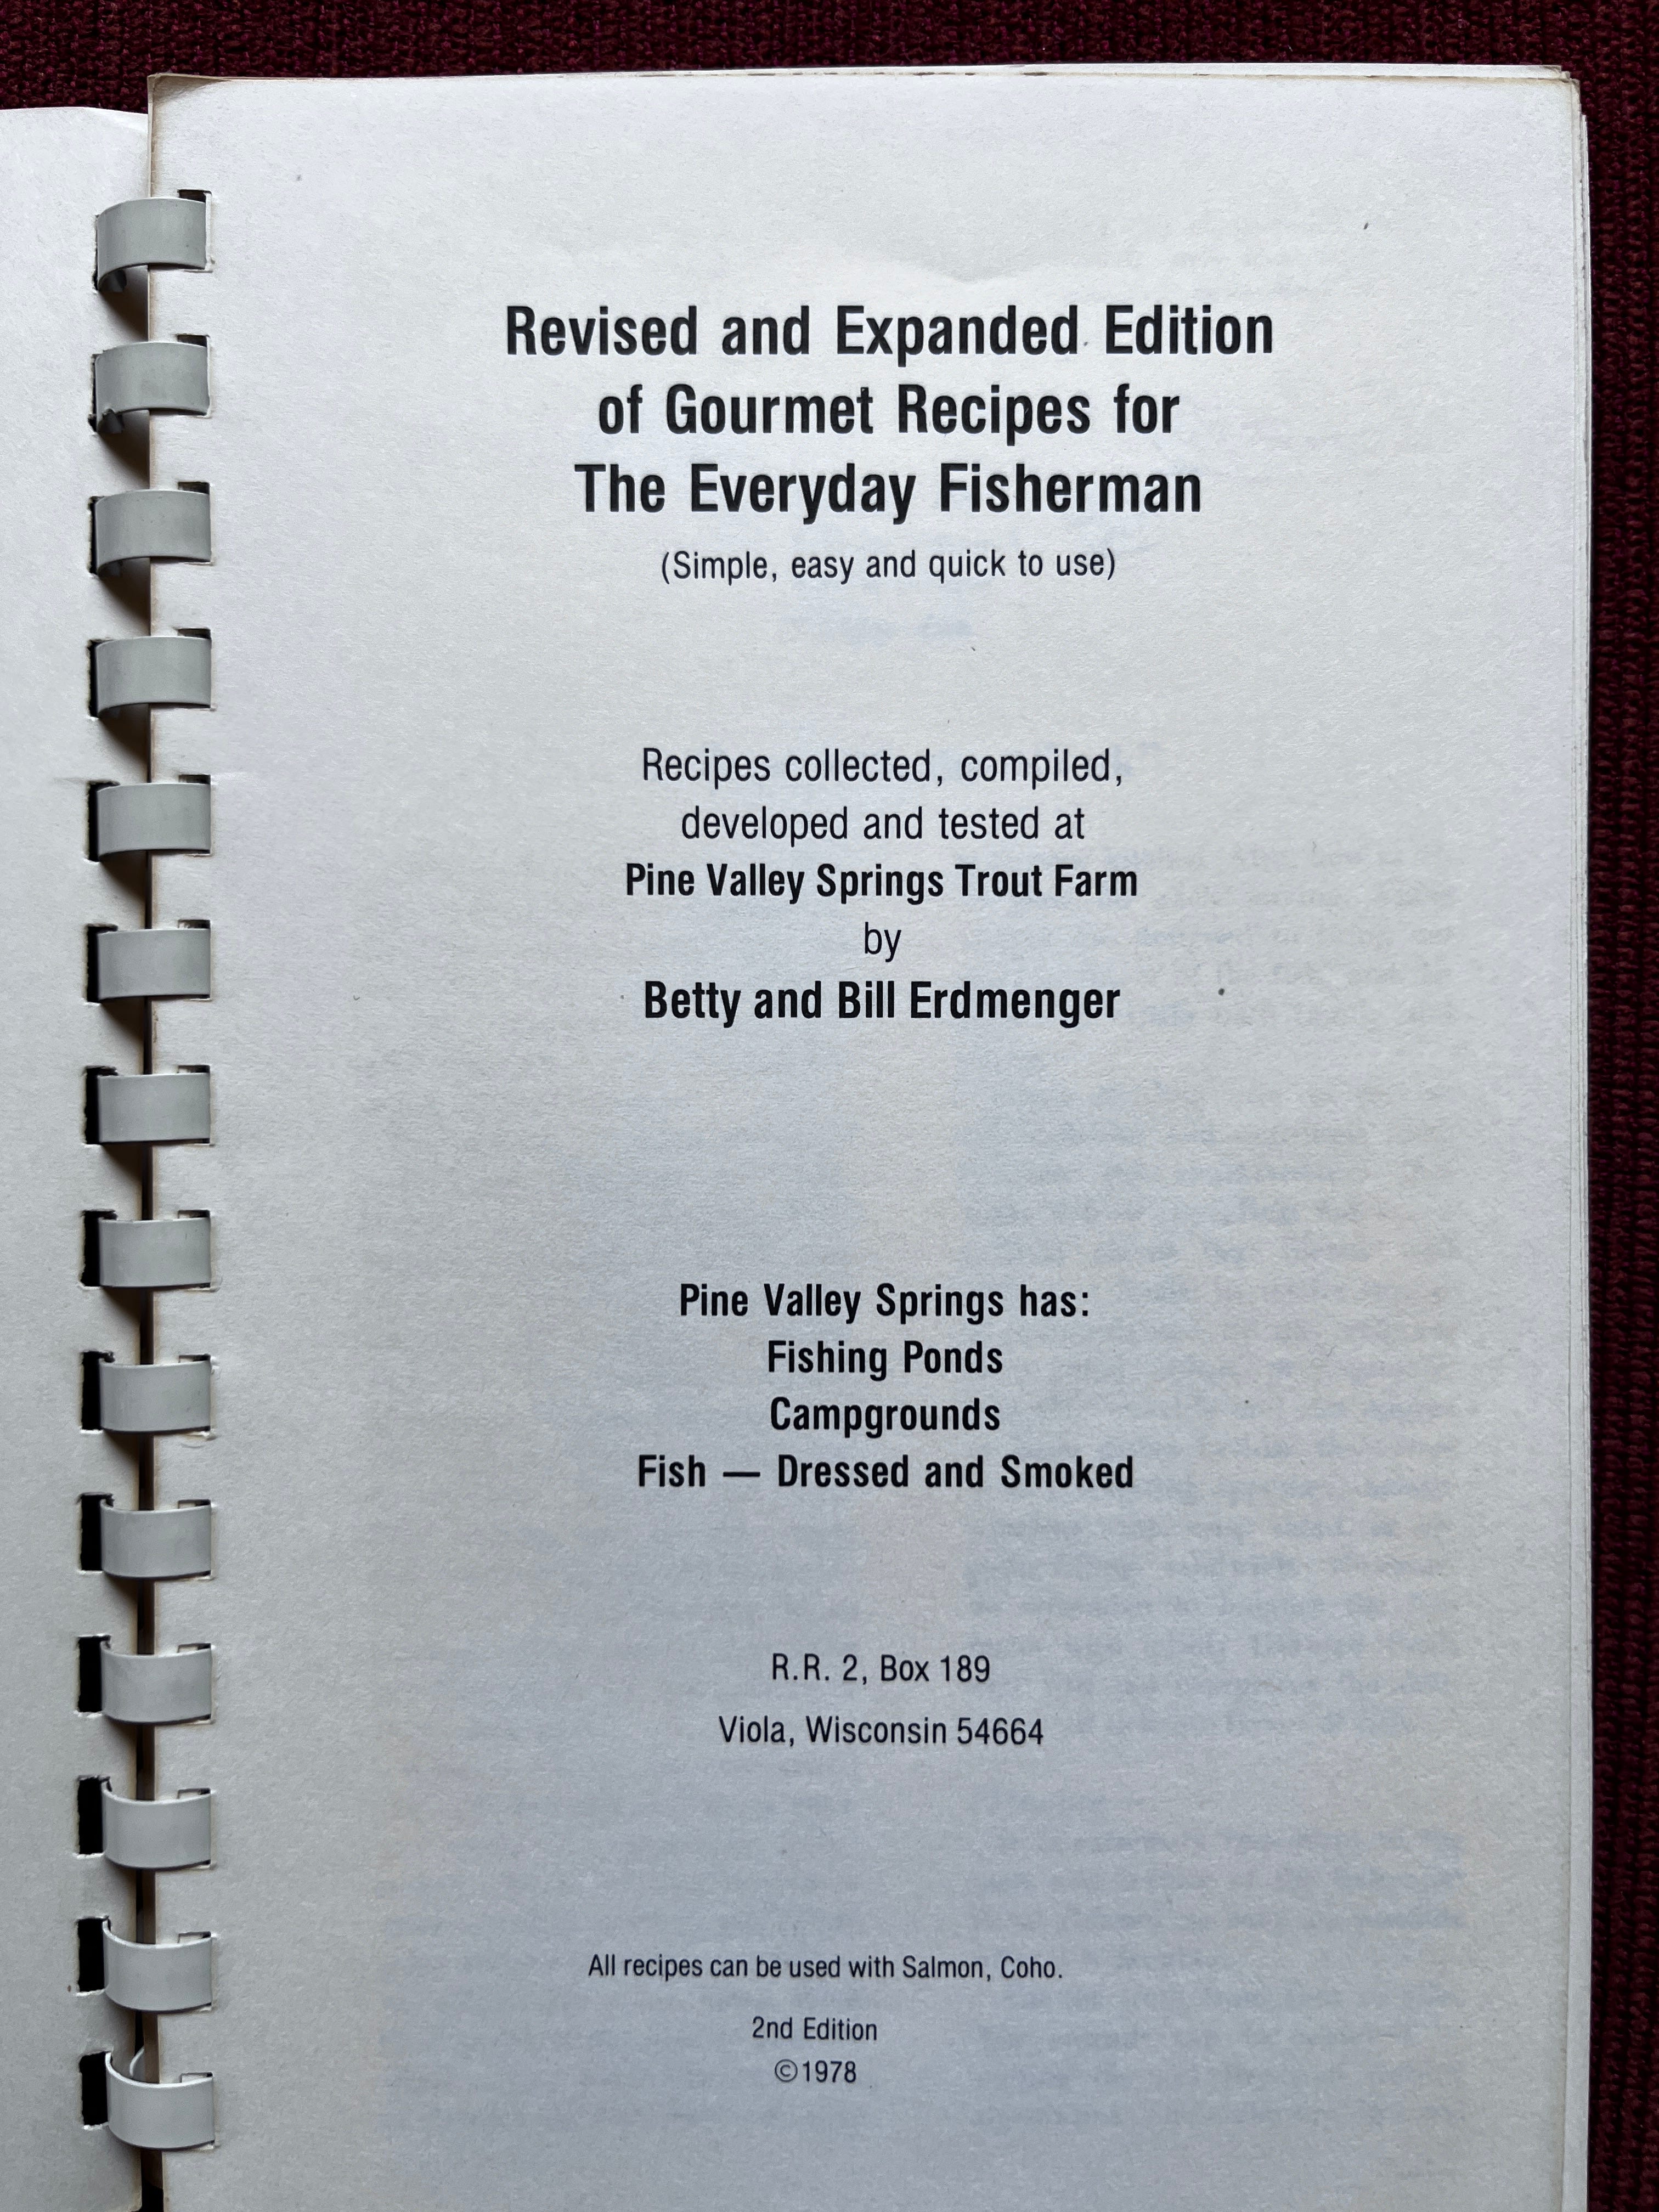 Revised and Expanded Edition
of Gourmet Recipes for
The Everyday Fisherman
(Simple, easy and quick to use)
Recipes collected, compiled,
developed and tested at
Pine Valley Springs Trout Farm
by
Betty and Bill Erdmenger
Pine Valley Springs has:
Fishing Ponds
Campgrounds
Fish — Dressed and Smoked
R.R. 2, Box 189
Viola, Wisconsin 54664
All recipes can be used with Salmon, Coho.
2nd Edition
©1978